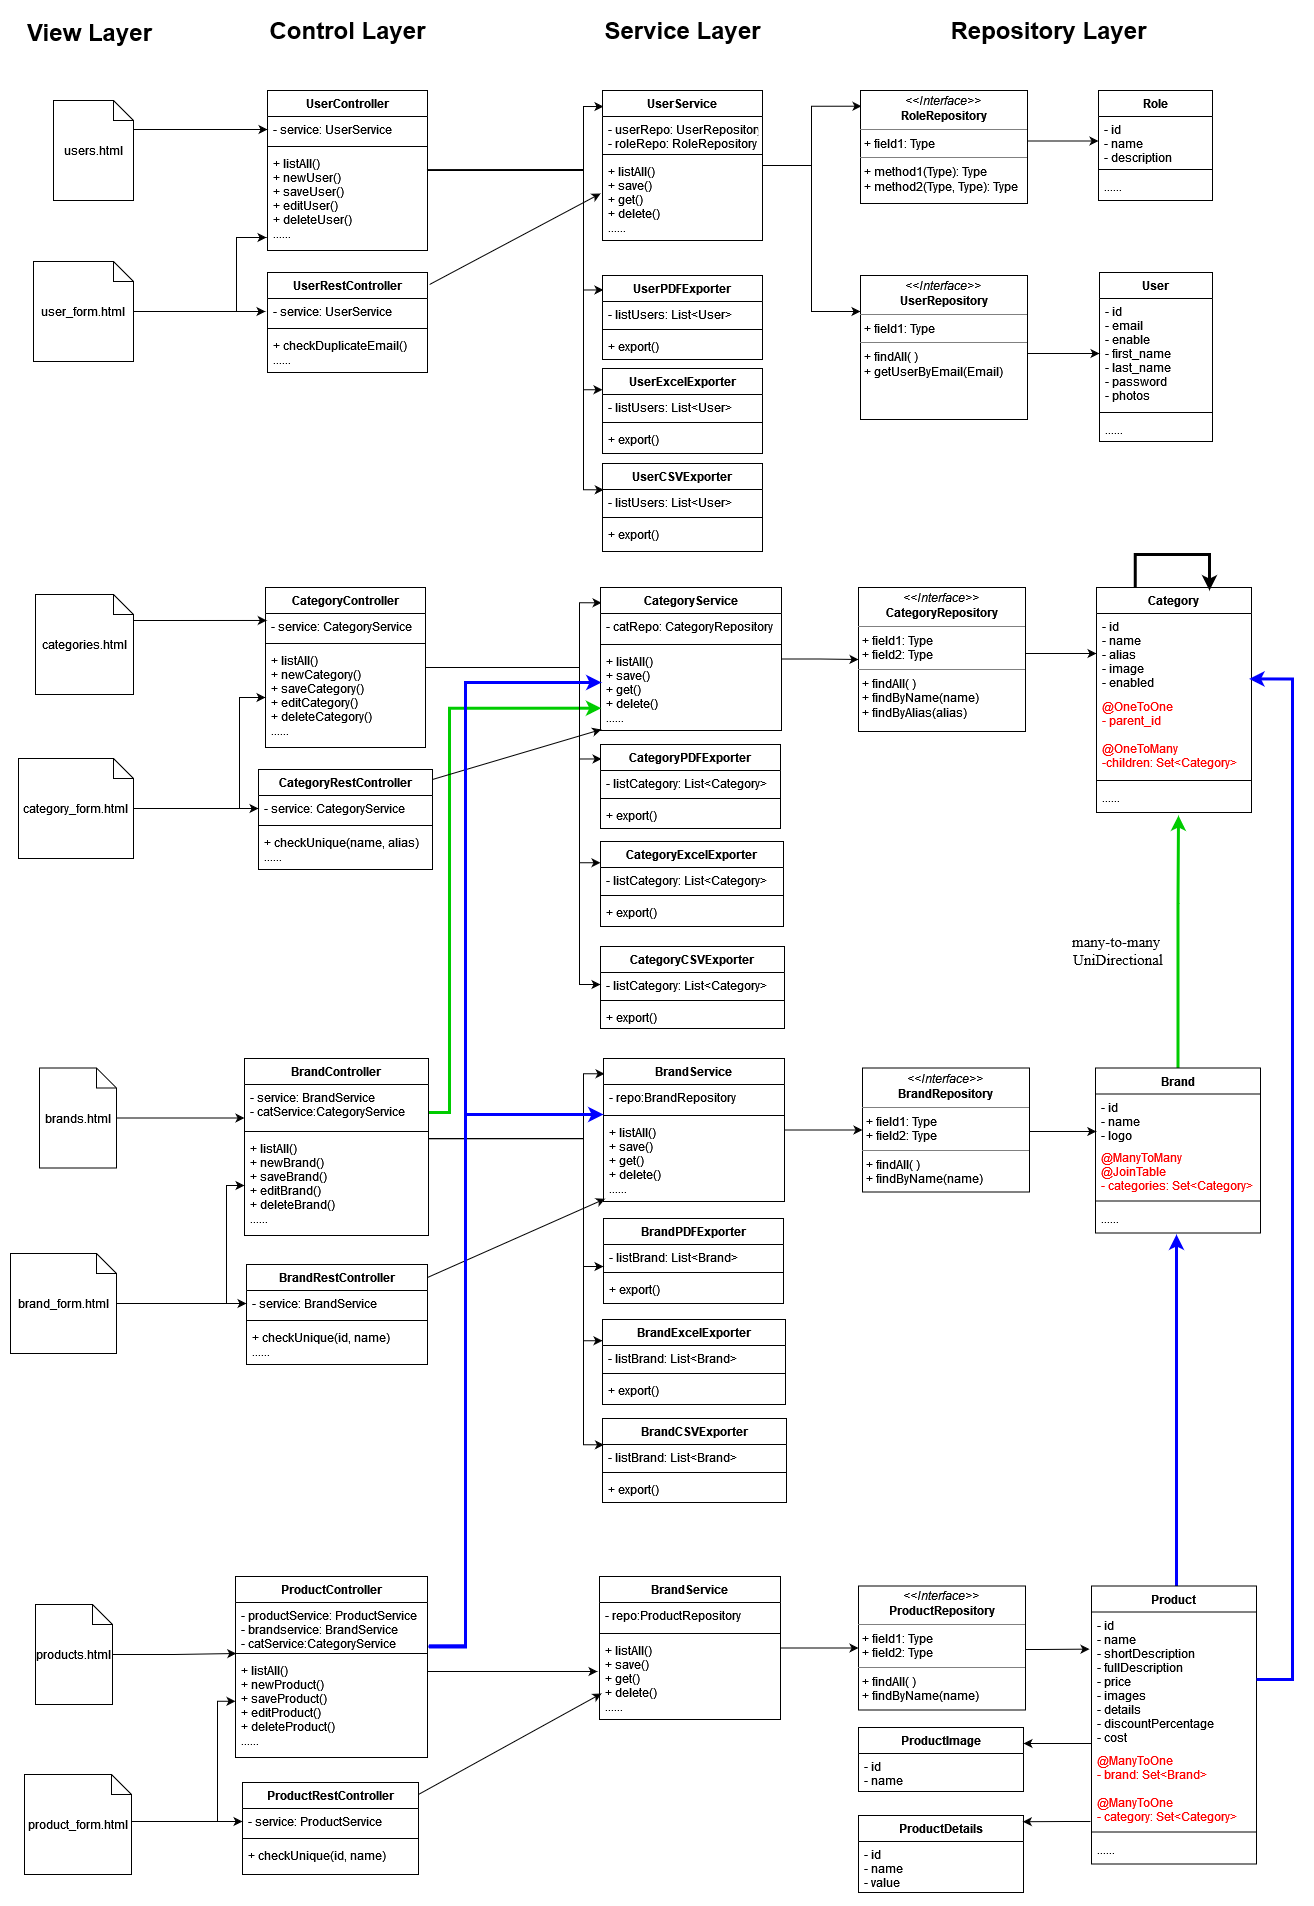 View Layer
Control Layer
Service Layer
Repository Layer
users.html
UserController
- service: UserService
+ listAll()
+ newUser()
+ saveUser()
+ editUser()
+ deleteUser()
......
UserService
- userRepo: UserRepository
- roleRepo: RoleRepository
+ listAll()
+ save()
+ get()
+ delete()
......
<<Interface>>
RoleRepository
+ field1: Type
+ method1(Type): Type
+ method2(Type, Type): Type
Role
- id
- name
- description
......
user_form.html
UserRestController
- service: UserService
+ checkDuplicateEmail()
......
UserPDFExporter
- listUsers: List<User>
+ export()
<<Interface>>
UserRepository
+ field1: Type
+ findAll( )
+ getUserByEmail(Email)
User
- id
- email
- enable
- first_name
- last_name
- password
- photos
......
UserExcelExporter
- listUsers: List<User>
+ export()
UserCSVExporter
- listUsers: List<User>
+ export()
categories.html
CategoryController
- service: CategoryService
+ listAll()
+ newCategory()
+ saveCategory()
+ editCategory()
+ deleteCategory()
......
CategoryService
- catRepo: CategoryRepository
+ listAll()
+ save()
+ get()
+ delete()
......
<<Interface>>
CategoryRepository
+ field1: Type
+ field2: Type
+ findAll( )
+ findByName(name)
+ findByAlias(alias)
Category
- id
- name
- alias
- image
- enabled
@OneToOne
- parent_id
@OneToMany
-children: Set<Category>
......
category_form.html
CategoryRestController
- service: CategoryService
+ checkUnique(name, alias)
......
CategoryPDFExporter
- listCategory: List<Category>
+ export()
CategoryExcelExporter
- listCategory: List<Category>
+ export()
CategoryCSVExporter
- listCategory: List<Category>
+ export()
many-to-many
UniDirectional
brands.html
BrandController
- service: BrandService
- catService:CategoryService
+ listAll()
+ newBrand()
+ saveBrand()
+ editBrand()
+ deleteBrand()
......
BrandService
- repo:BrandRepository
+ listAll()
+ save()
+ get()
+ delete()
......
<<Interface>>
BrandRepository
+ field1: Type
+ field2: Type
+ findAll( )
+ findByName(name)
Brand
- id
- name
- logo
@ManyToMany
@JoinTable
- categories: Set<Category>
......
brand_form.html
BrandRestController
- service: BrandService
+ checkUnique(id, name)
......
BrandPDFExporter
- listBrand: List<Brand>
+ export()
BrandExcelExporter
- listBrand: List<Brand>
+ export()
BrandCSVExporter
- listBrand: List<Brand>
+ export()
products.html
ProductController
- productService: ProductService
- brandservice: BrandService
- catService:CategoryService
+ listAll()
+ newProduct()
+ saveProduct()
+ editProduct()
+ deleteProduct()
......
BrandService
- repo:ProductRepository
+ listAll()
+ save()
+ get()
+ delete()
......
<<Interface>>
ProductRepository
+ field1: Type
+ field2: Type
+ findAll( )
+ findByName(name)
Product
- id
- name
- shortDescription
- fullDescription
- price
- images
- details
- discountPercentage
- cost
@ManyToOne
- brand: Set<Brand>
@ManyToOne
- category: Set<Category>
......
product_form.html
ProductRestController
- service: ProductService
+ checkUnique(id, name)
ProductImage
- id
- name
ProductDetails
- id
- name
- value